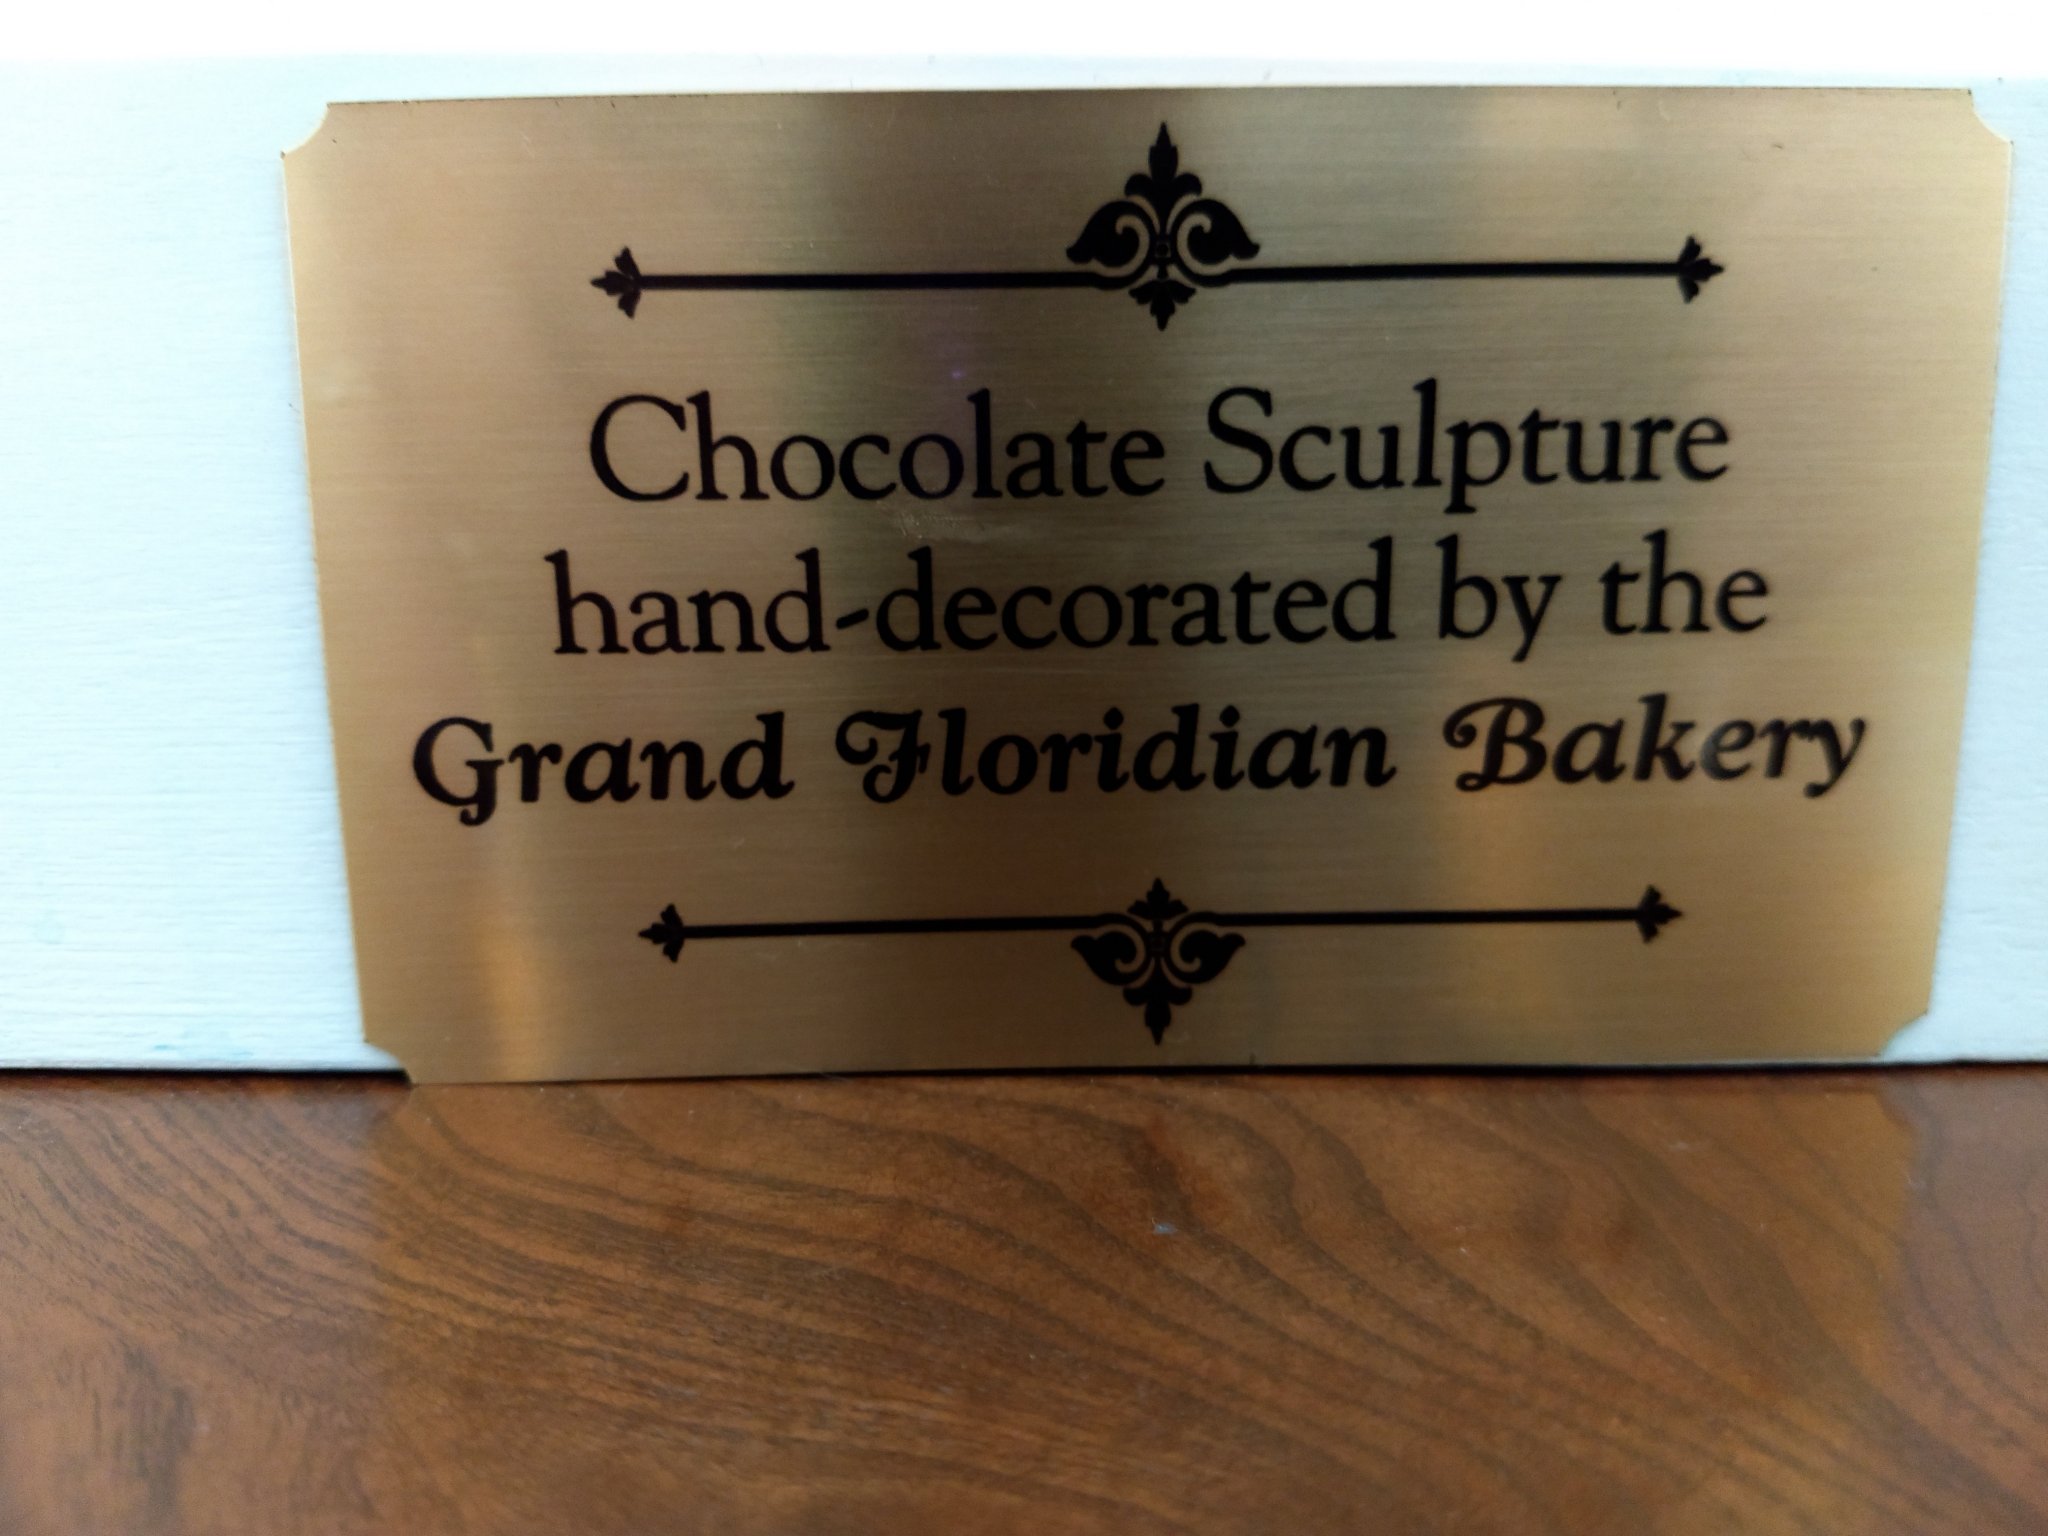 Chocolate Sculpture
hand-decorated by the
Grand Floridian Bakery